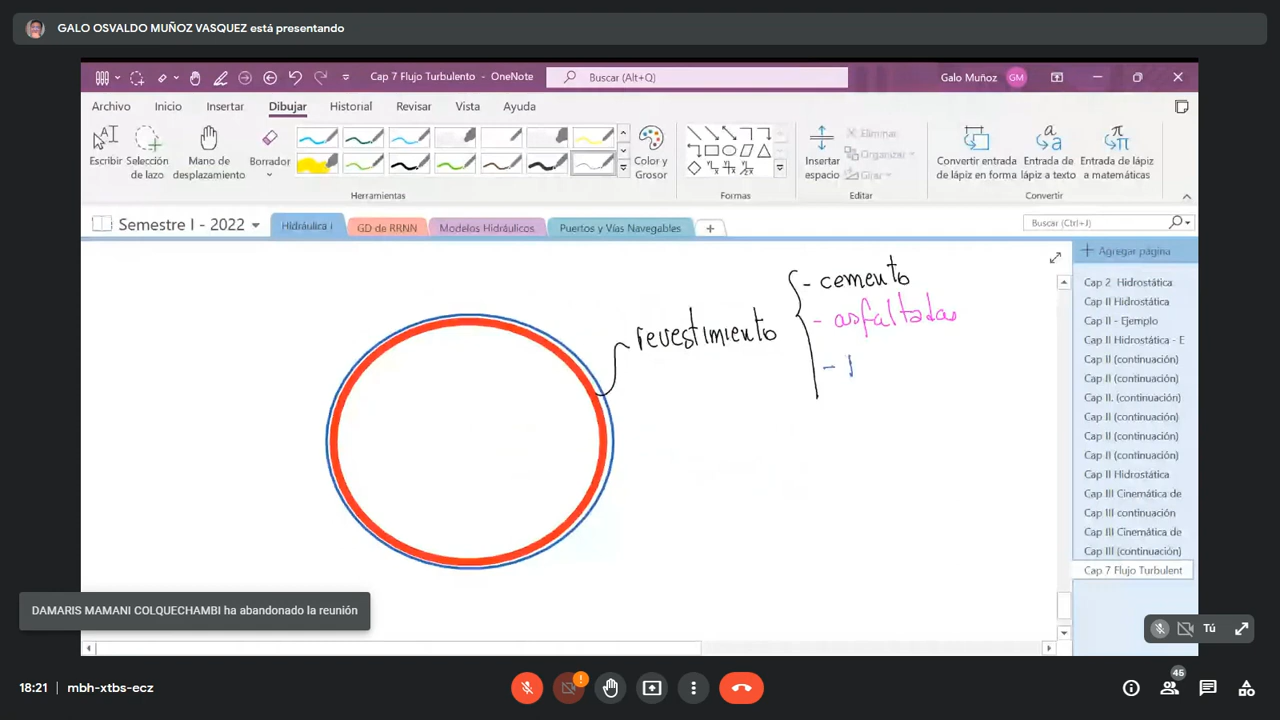 GALO OSVALDO MUÑOZ VASQUEZ está presentando
Cap 7 Flujo Turbulento - OneNote
Buscar (Alt+Q)
Galo Muñoz
GM
Archivo Inicio Insertar Dibujar Historial Revisar Vista Ayuda
Escribir
Selección de lazo
Mano de desplazamiento
Borrador
Color y Grosor
Insertar espacio
Eliminar
Organizar
Girar
Convertir entrada de lápiz en forma
Entrada de lápiz a texto
Entrada de lápiz a matemáticas
Herramientas
Formas
Editar
Convertir
Semestre I - 2022
Hidráulica I
GD de RRNN
Modelos Hidráulicos
Puertos y Vías Navegables
Buscar (Ctrl+J)
Agregar página
Cap 2. Hidrostática
Cap II Hidrostática
Cap II - Ejemplo
Cap II Hidrostática - E
Cap II (continuación)
Cap II (continuación)
Cap II. (continuación)
Cap II (continuación)
Cap II (continuación)
Cap II (continuación)
Cap II Hidrostática
Cap III Cinemática de
Cap III continuación
Cap III Cinemática de
Cap III (continuación)
Cap 7 Flujo Turbulent
revestimiento
- cemento
- asfaltadas
DAMARIS MAMANI COLQUECHAMBI ha abandonado la reunión
Tú
18:21 | mbh-xtbs-ecz
46